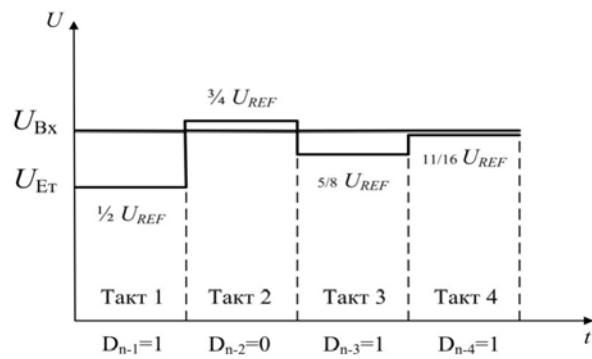 U
¾ U_REF
U_Вх
U_Ет
½ U_REF
5/8 U_REF
11/16 U_REF
Такт 1 Такт 2 Такт 3 Такт 4
t
D_n-1=1 D_n-2=0 D_n-3=1 D_n-4=1